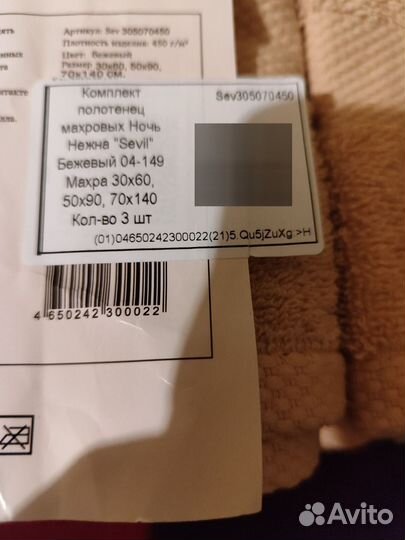 Артикул: Sev 305070450
Плотность изделия: 450 г/м²
Цвет: Бежевый
Размер 30х60, 50х90,
70х140 см.
Комплект
полотенец
махровых Ночь
Нежна "Sevil"
Бежевый 04-149
Махра 30х60,
50х90, 70х140
Кол-во 3 шт
Sev305070450
(01)04650242300022(21)5.Qu5jZuXg.>H
4 650242 300022
Avito